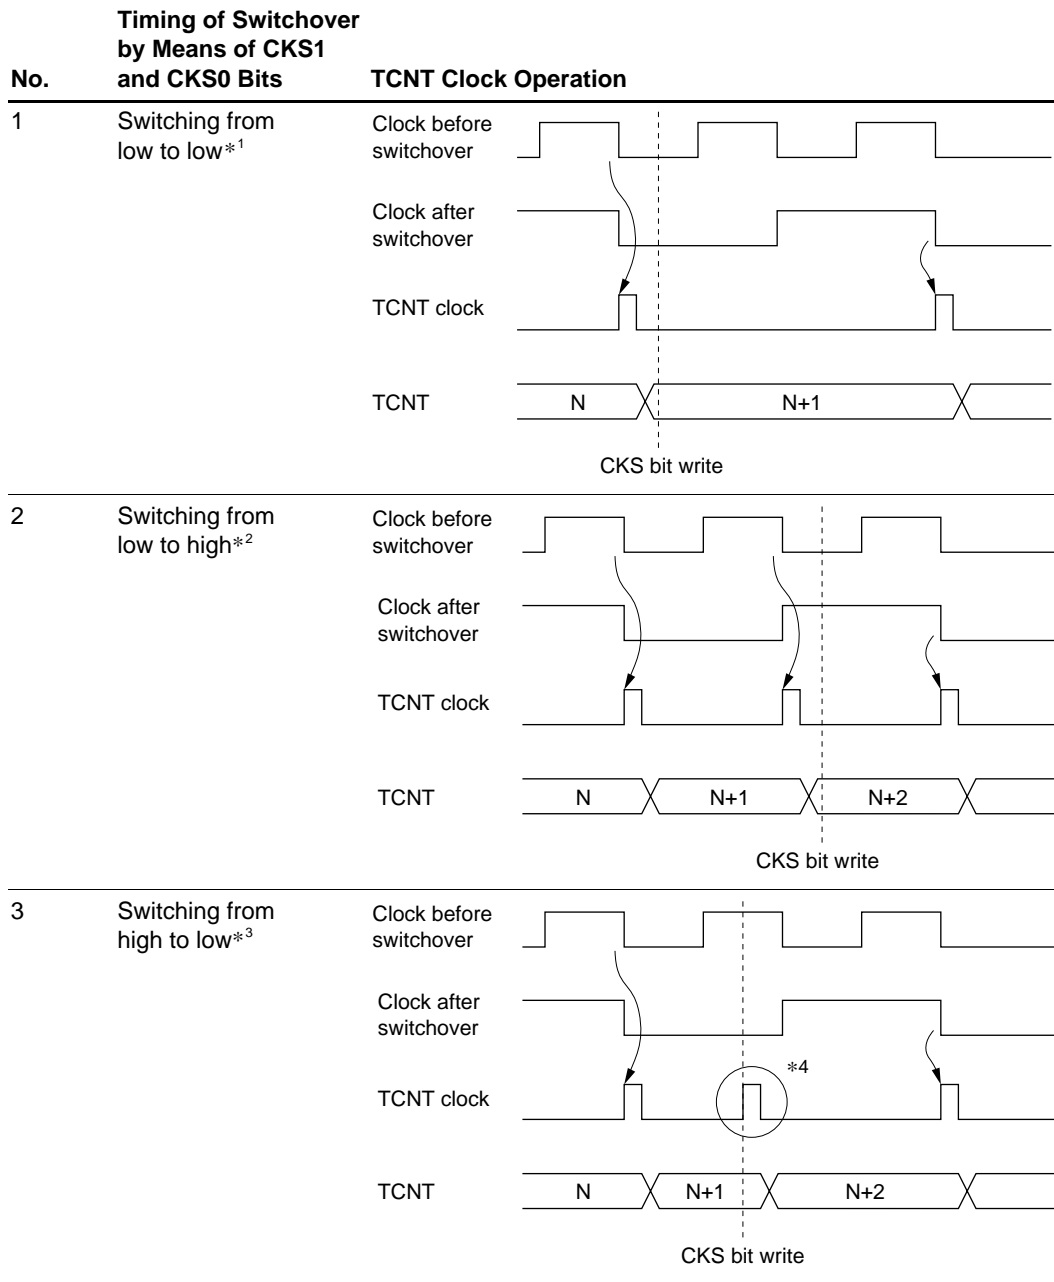 Timing of Switchover
by Means of CKS1
No. and CKS0 Bits TCNT Clock Operation
1 Switching from
low to low*1
Clock before
switchover
Clock after
switchover
TCNT clock
TCNT N N+1
CKS bit write
2 Switching from
low to high*2
Clock before
switchover
Clock after
switchover
TCNT clock
TCNT N N+1 N+2
CKS bit write
3 Switching from
high to low*3
Clock before
switchover
Clock after
switchover
*4
TCNT clock
TCNT N N+1 N+2
CKS bit write